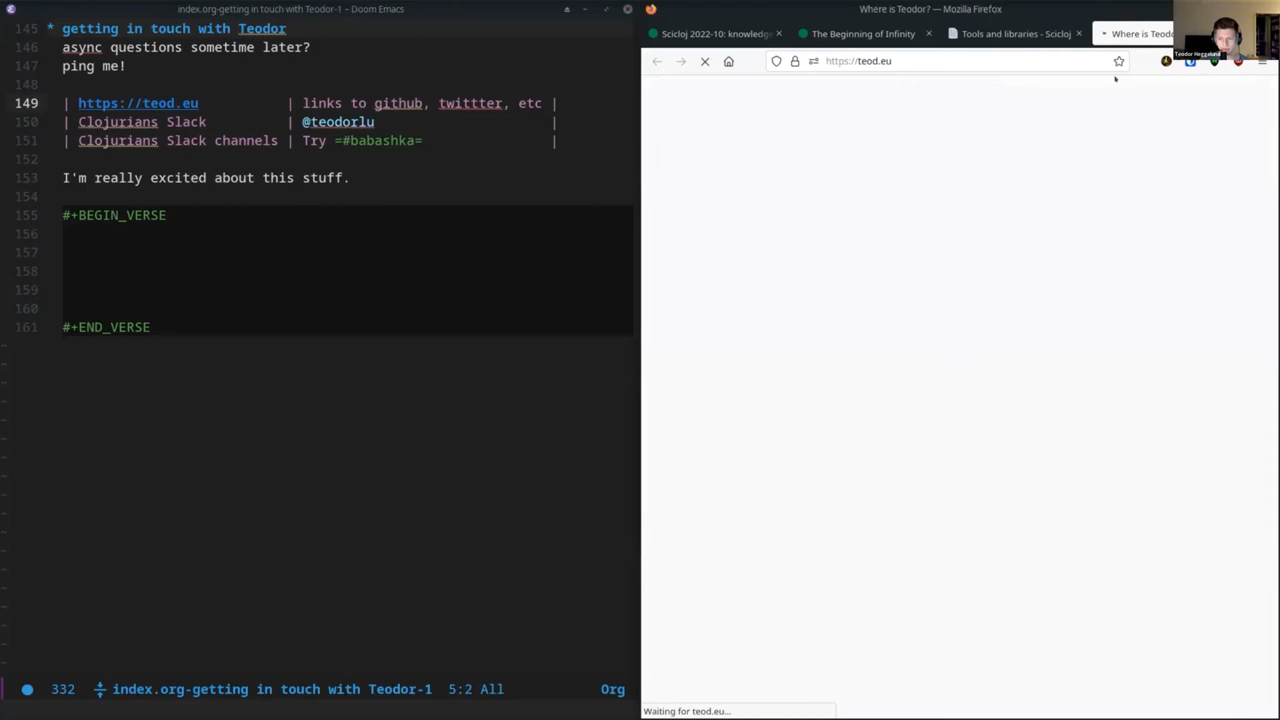 index.org-getting in touch with Teodor-1 – Doom Emacs
Where is Teodor? — Mozilla Firefox
145 * getting in touch with Teodor
146 async questions sometime later?
147 ping me!
148
149 | https://teod.eu | links to github, twittter, etc |
150 | Clojurians Slack | @teodorlu |
151 | Clojurians Slack channels | Try =#babashka= |
152
153 I'm really excited about this stuff.
154
155 #+BEGIN_VERSE
156
157
158
159
160
161 #+END_VERSE
332 index.org-getting in touch with Teodor-1 5:2 All Org
Scicloj 2022-10: knowledg
The Beginning of Infinity
Tools and libraries - Scicloj
Where is Teodo
Teodor Heggelund
https://teod.eu
Waiting for teod.eu...